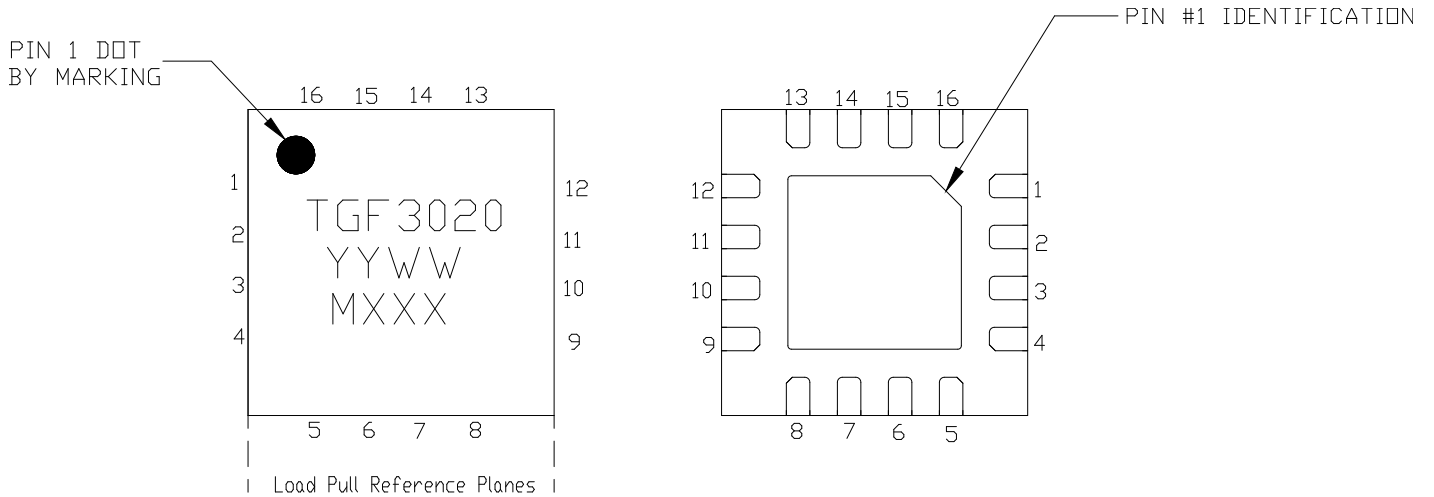 PIN #1 IDENTIFICATION
PIN 1 DOT
BY MARKING
16 15 14 13
13 14 15 16
1
2
3
4
TGF3020
YYWW
MXXX
12
11
10
9
12
11
10
9
1
2
3
4
5 6 7 8
8 7 6 5
Load Pull Reference Planes